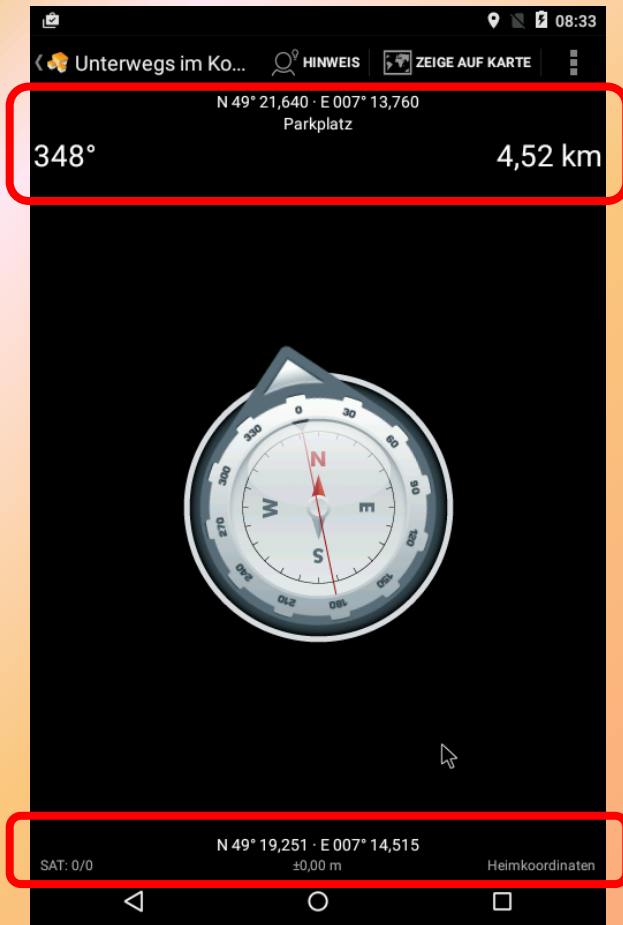 08:33
Unterwegs im Ko... HINWEIS ZEIGE AUF KARTE
N 49° 21,640 · E 007° 13,760
Parkplatz
348° 4,52 km
0 30 60 90 120 150 180 210 240 270 300 330
N
W E
S
N 49° 19,251 · E 007° 14,515
SAT: 0/0 ±0,00 m Heimkoordinaten